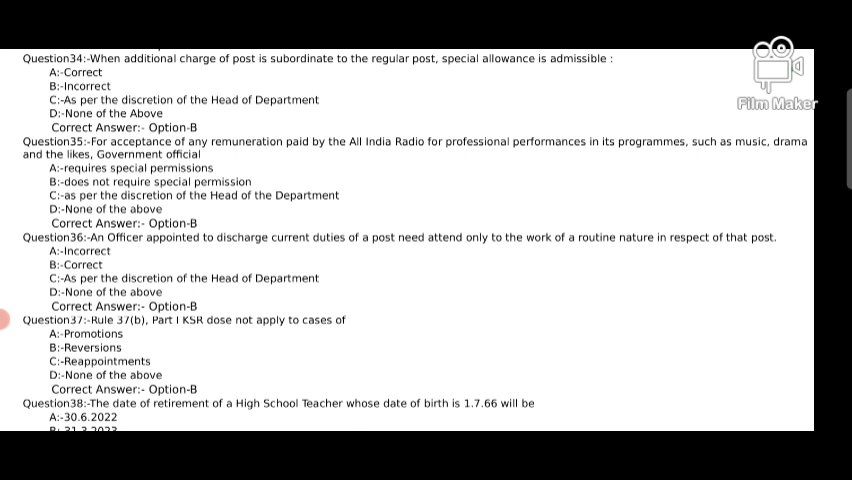 Question34:-When additional charge of post is subordinate to the regular post, special allowance is admissible :
A:-Correct
B:-Incorrect
C:-As per the discretion of the Head of Department
D:-None of the Above
Correct Answer:- Option-B
Question35:-For acceptance of any remuneration paid by the All India Radio for professional performances in its programmes, such as music, drama
and the likes, Government official
A:-requires special permissions
B:-does not require special permission
C:-as per the discretion of the Head of the Department
D:-None of the above
Correct Answer:- Option-B
Question36:-An Officer appointed to discharge current duties of a post need attend only to the work of a routine nature in respect of that post.
A:-Incorrect
B:-Correct
C:-As per the discretion of the Head of Department
D:-None of the above
Correct Answer:- Option-B
Question37:-Rule 37(b), Part I KSR dose not apply to cases of
A:-Promotions
B:-Reversions
C:-Reappointments
D:-None of the above
Correct Answer:- Option-B
Question38:-The date of retirement of a High School Teacher whose date of birth is 1.7.66 will be
A:-30.6.2022
B:-31.3.2023
Film Maker